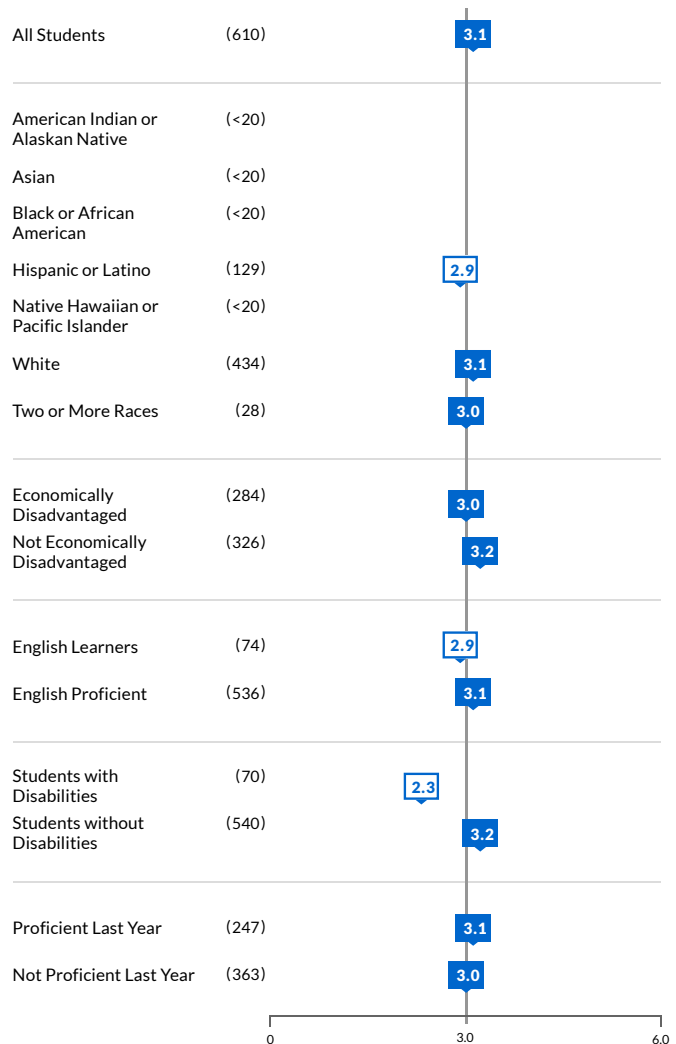 All Students (610) 3.1
American Indian or (<20)
Alaskan Native
Asian (<20)
Black or African (<20)
American
Hispanic or Latino (129) 2.9
Native Hawaiian or (<20)
Pacific Islander
White (434) 3.1
Two or More Races (28) 3.0
Economically (284) 3.0
Disadvantaged
Not Economically (326) 3.2
Disadvantaged
English Learners (74) 2.9
English Proficient (536) 3.1
Students with (70) 2.3
Disabilities
Students without (540) 3.2
Disabilities
Proficient Last Year (247) 3.1
Not Proficient Last Year (363) 3.0
0 3.0 6.0